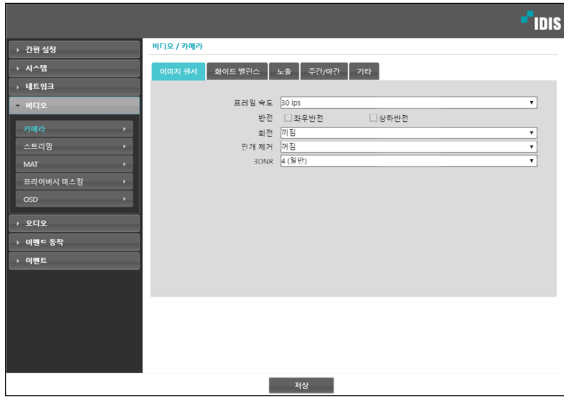 IDIS
간편 설정
시스템
네트워크
비디오
카메라
스트리밍
MAT
프라이버시 마스킹
OSD
오디오
이벤트 동작
이벤트
비디오 / 카메라
이미지 센서 화이트 밸런스 노출 주간/야간 기타
프레임 속도 30 ips
반전 좌우반전 상하반전
회전 꺼짐
안개 제거 꺼짐
3DNR 4 (일반)
저장